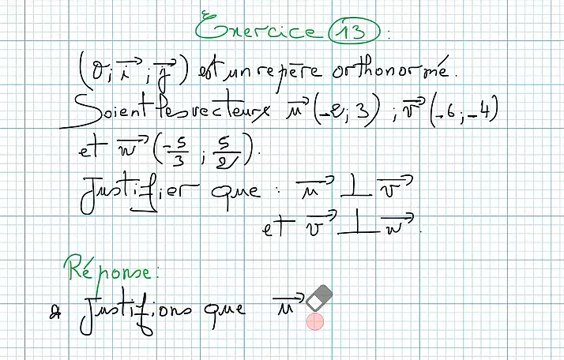 Exercice 13 :
(O, i⃗, j⃗) est un repère orthonormé.
Soient les vecteurs u⃗(-2; 3) ; v⃗(-6; -4)
et w⃗(-5/3 ; 5/2).
Justifier que : u⃗ ⊥ v⃗
et v⃗ ⊥ w⃗.
Réponse :
* Justifions que u⃗